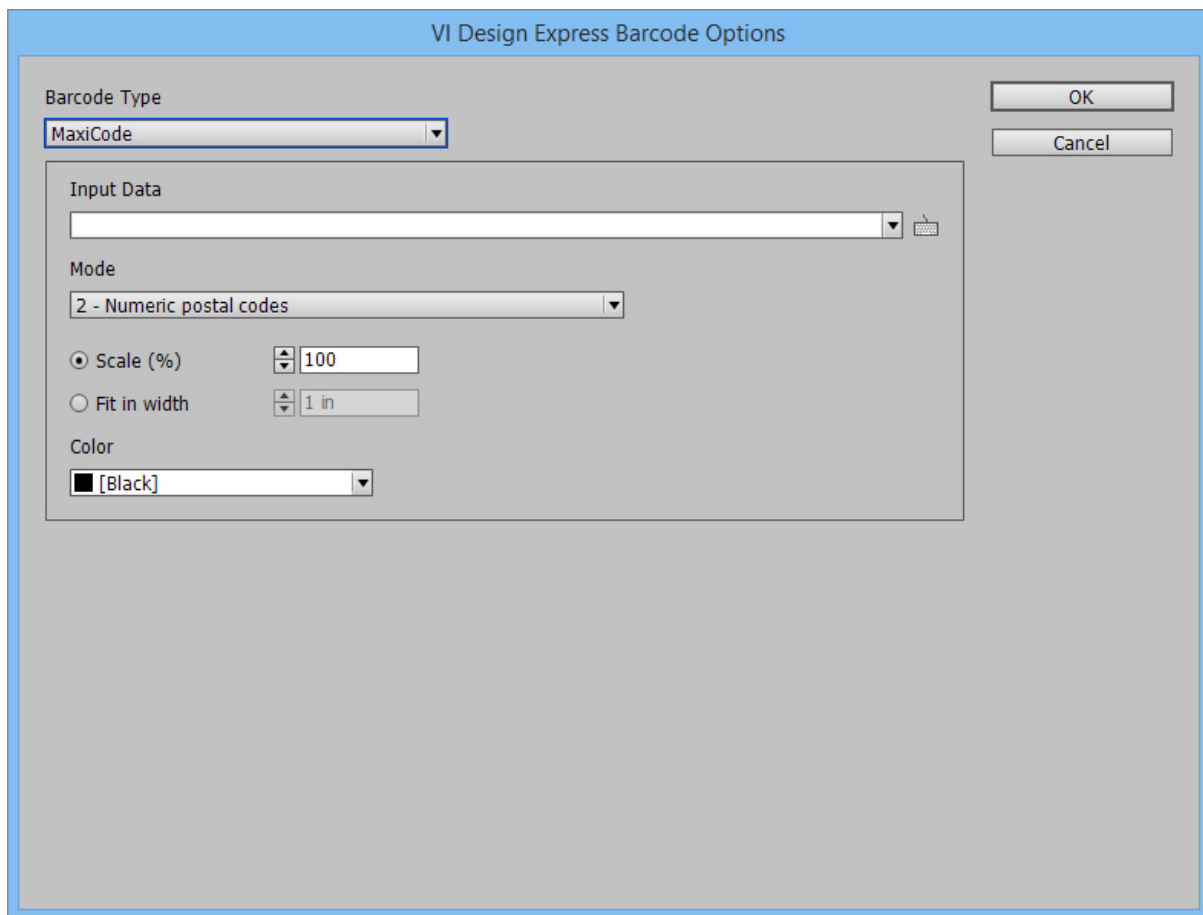 VI Design Express Barcode Options
Barcode Type
OK
MaxiCode
Cancel
Input Data
Mode
2 - Numeric postal codes
Scale (%)
100
Fit in width
1 in
Color
[Black]